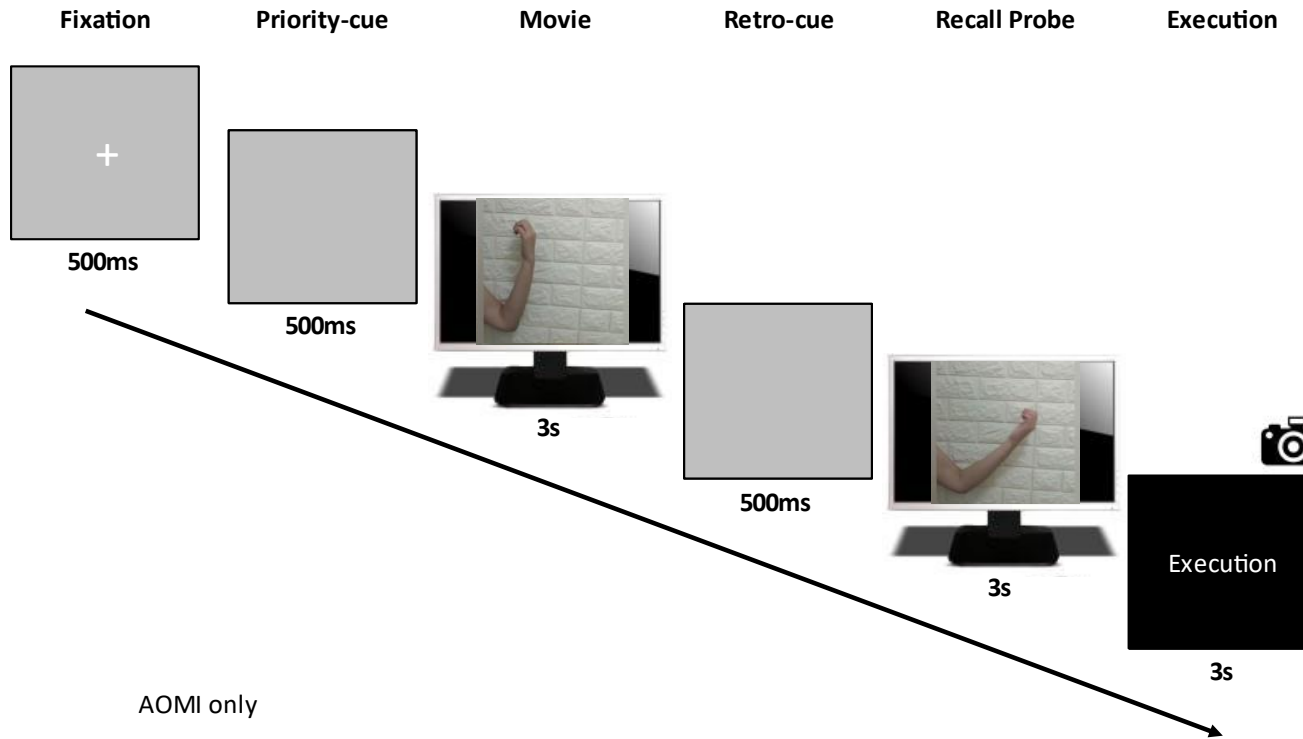 Fixation
Priority-cue
Movie
Retro-cue
Recall Probe
Execution
500ms
500ms
3s
500ms
3s
Execution
3s
AOMI only